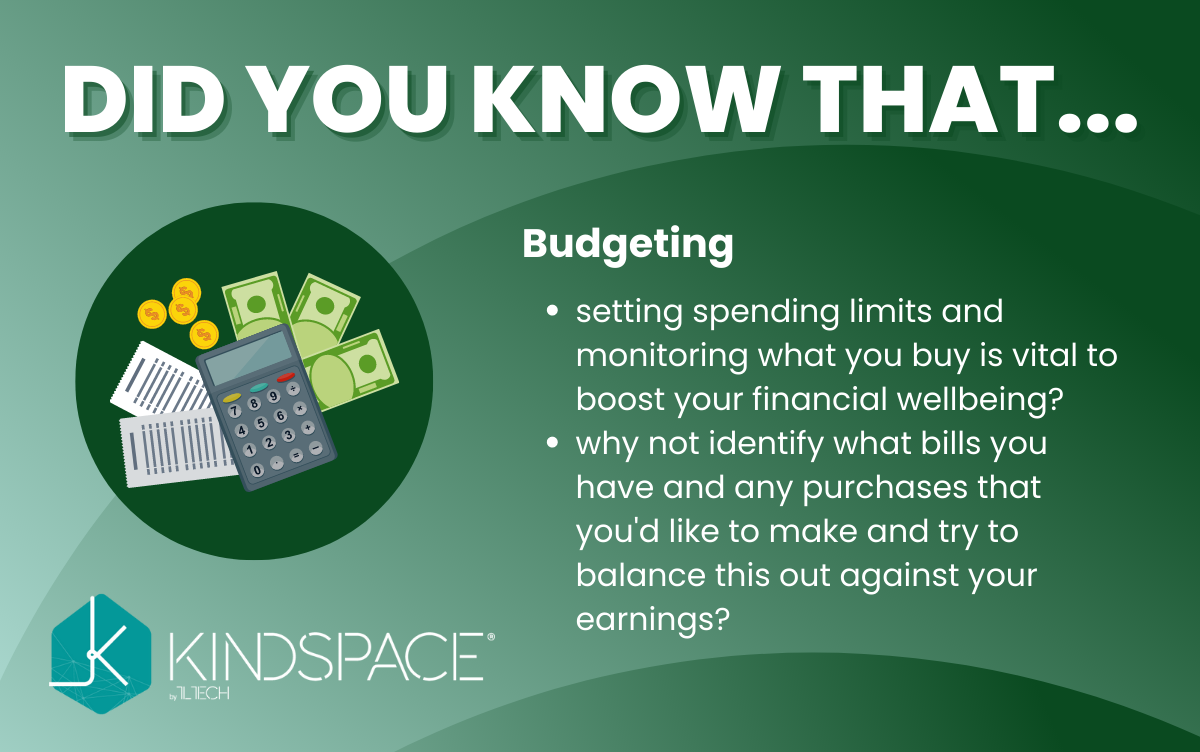 DID YOU KNOW THAT...
Budgeting
• setting spending limits and
monitoring what you buy is vital to
boost your financial wellbeing?
• why not identify what bills you
have and any purchases that
you'd like to make and try to
balance this out against your
earnings?
7 8 9 +
4 5 6 ×
1 2 3 +
0 . = −
KINDSPACE®
by TLTECH